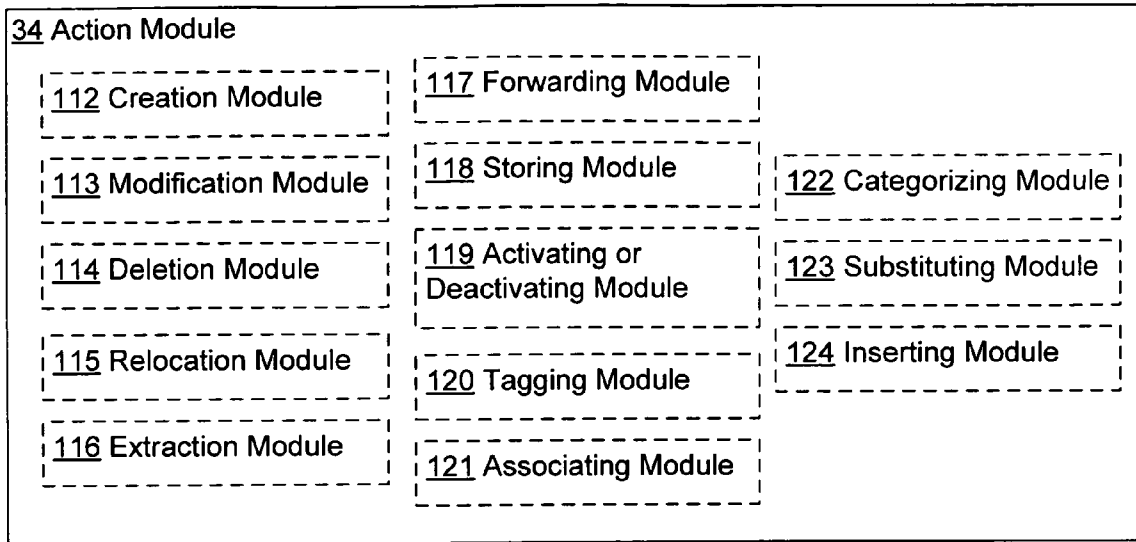 34 Action Module
112 Creation Module
113 Modification Module
114 Deletion Module
115 Relocation Module
116 Extraction Module
117 Forwarding Module
118 Storing Module
119 Activating or
Deactivating Module
120 Tagging Module
121 Associating Module
122 Categorizing Module
123 Substituting Module
124 Inserting Module